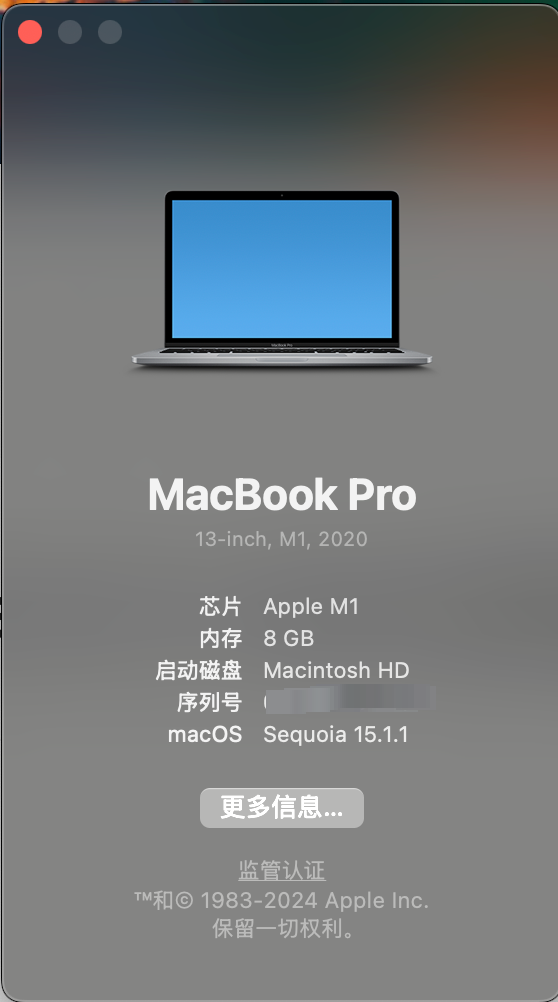 MacBook Pro
13-inch, M1, 2020
芯片 Apple M1
内存 8 GB
启动磁盘 Macintosh HD
序列号
macOS Sequoia 15.1.1
更多信息...
监管认证
™和© 1983-2024 Apple Inc.
保留一切权利。